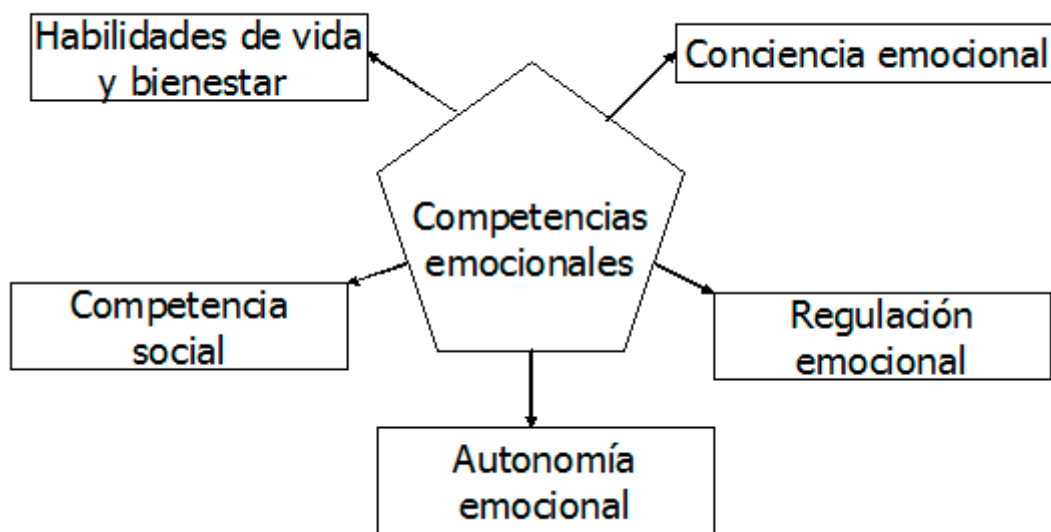 Habilidades de vida
y bienestar
Conciencia emocional
Competencias
emocionales
Competencia
social
Regulación
emocional
Autonomía
emocional